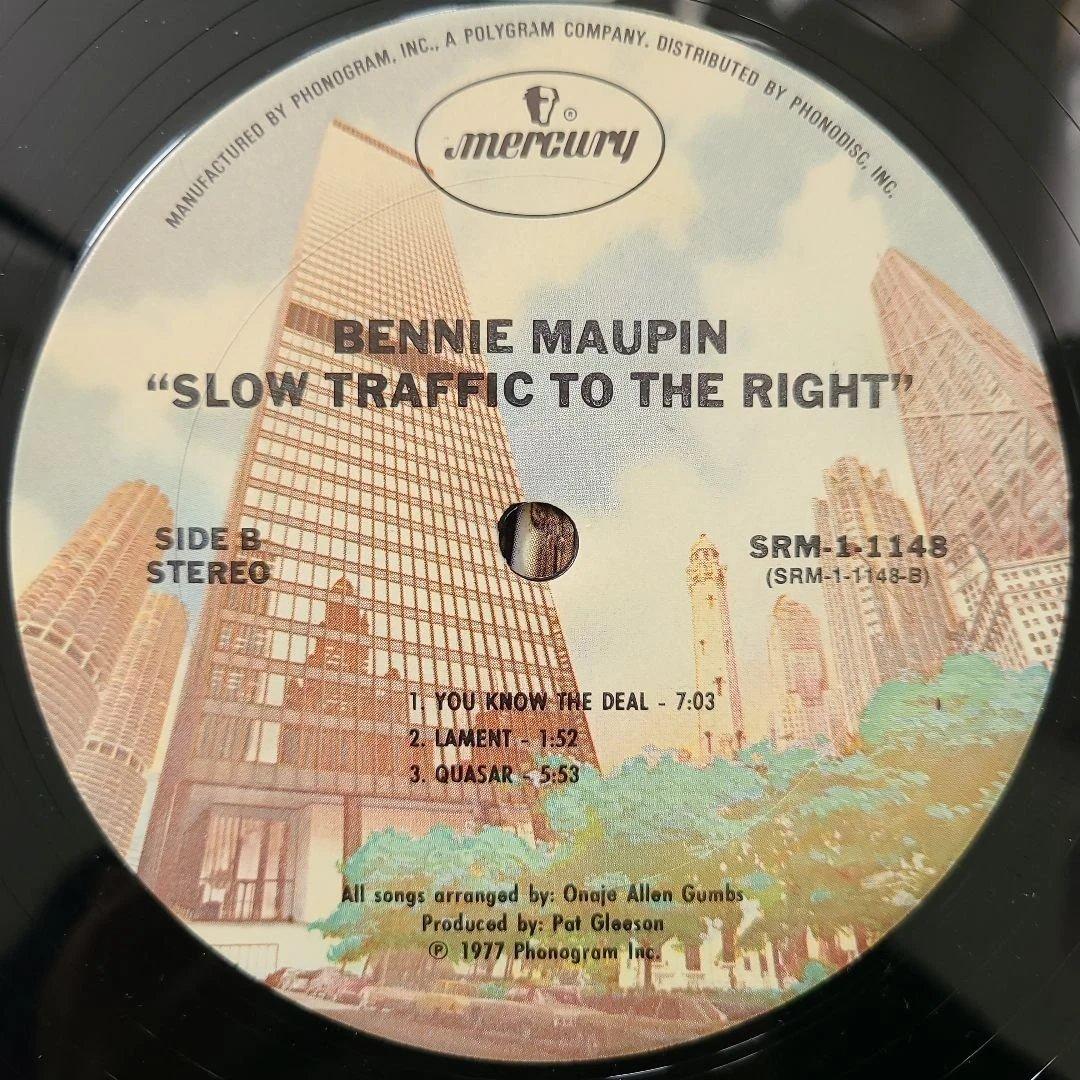 MANUFACTURED BY PHONOGRAM, INC., A POLYGRAM COMPANY. DISTRIBUTED BY PHONODISC, INC.
mercury ®
BENNIE MAUPIN
“SLOW TRAFFIC TO THE RIGHT”
SIDE B
STEREO
SRM-1-1148
(SRM-1-1148-B)
1. YOU KNOW THE DEAL - 7:03
2. LAMENT - 1:52
3. QUASAR - 5:53
All songs arranged by: Onaje Allen Gumbs
Produced by: Pat Gleeson
℗ 1977 Phonogram Inc.